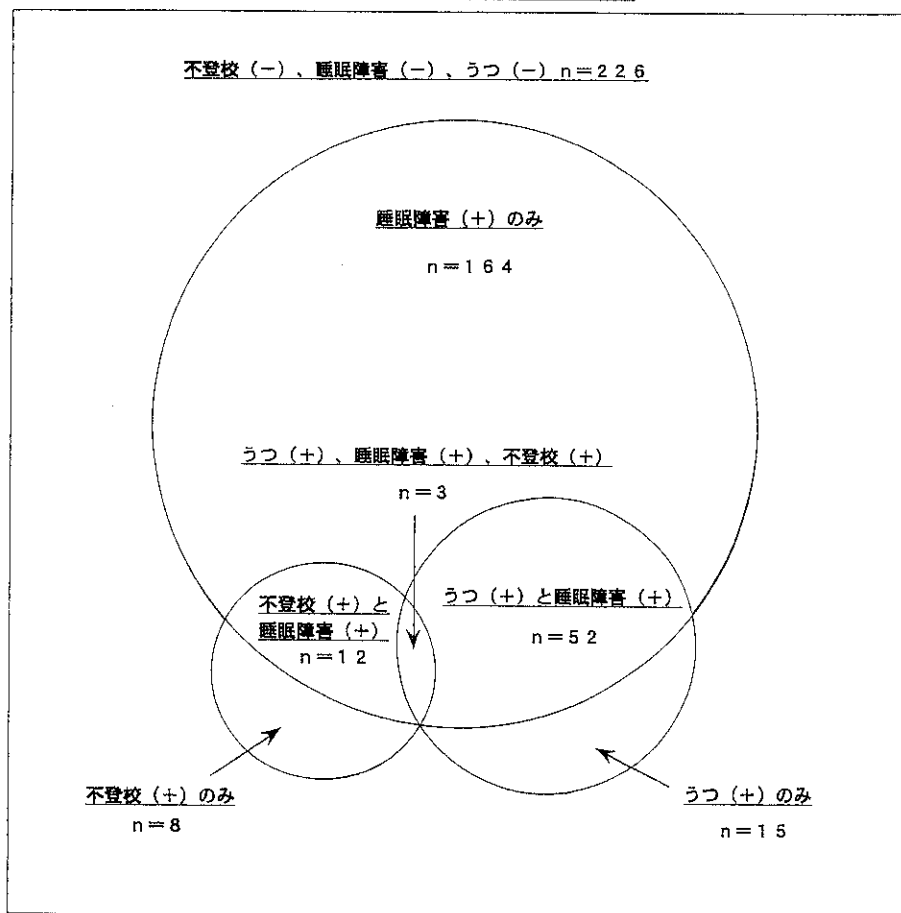 不登校（－）、睡眠障害（－）、うつ（－）n＝２２６
睡眠障害（＋）のみ
n＝１６４
うつ（＋）、睡眠障害（＋）、不登校（＋）
n＝３
不登校（＋）と
睡眠障害（＋）
n＝１２
うつ（＋）と睡眠障害（＋）
n＝５２
不登校（＋）のみ
n＝８
うつ（＋）のみ
n＝１５